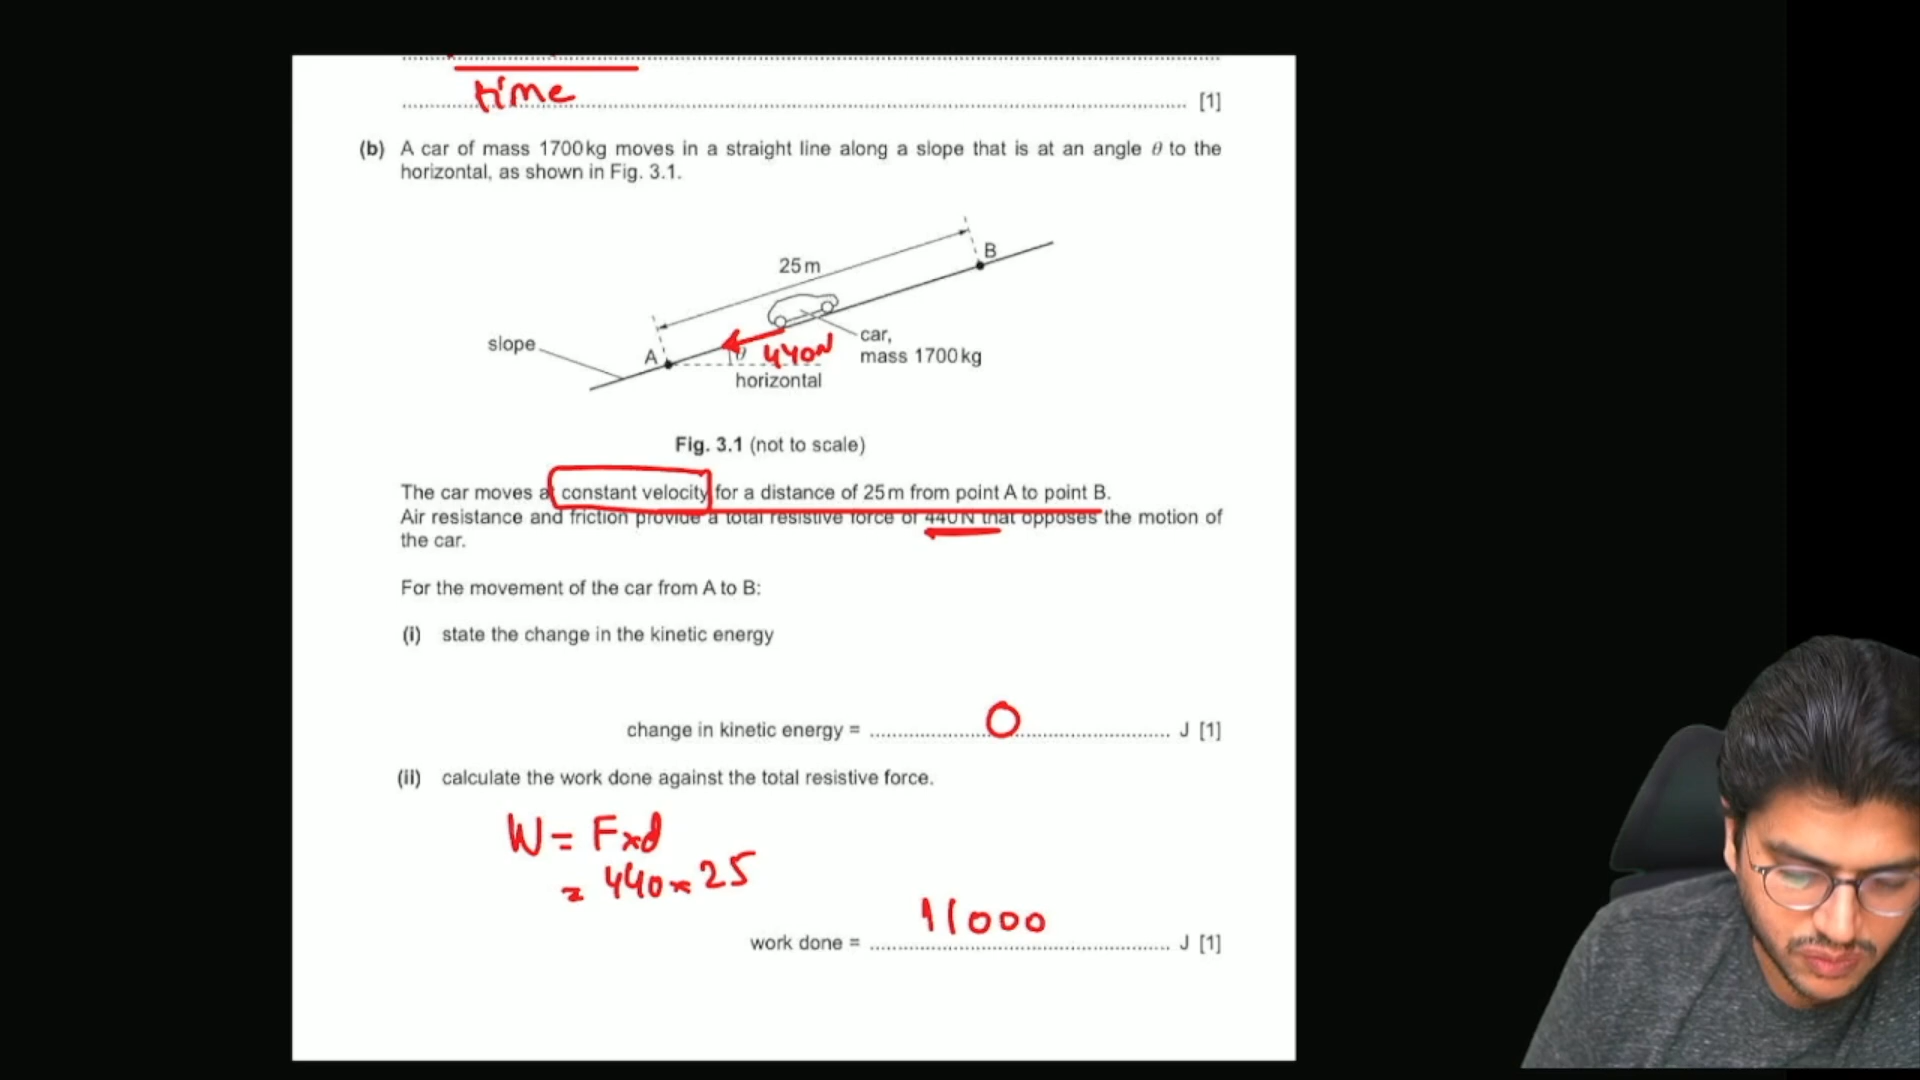 time
[1]
(b) A car of mass 1700 kg moves in a straight line along a slope that is at an angle θ to the
horizontal, as shown in Fig. 3.1.
B
25 m
slope
A
θ
440N
car,
mass 1700 kg
horizontal
Fig. 3.1 (not to scale)
The car moves at constant velocity for a distance of 25 m from point A to point B.
Air resistance and friction provide a total resistive force of 440 N that opposes the motion of
the car.
For the movement of the car from A to B:
(i) state the change in the kinetic energy
change in kinetic energy = 0 J [1]
(ii) calculate the work done against the total resistive force.
W = F×d
= 440×25
work done = 11000 J [1]